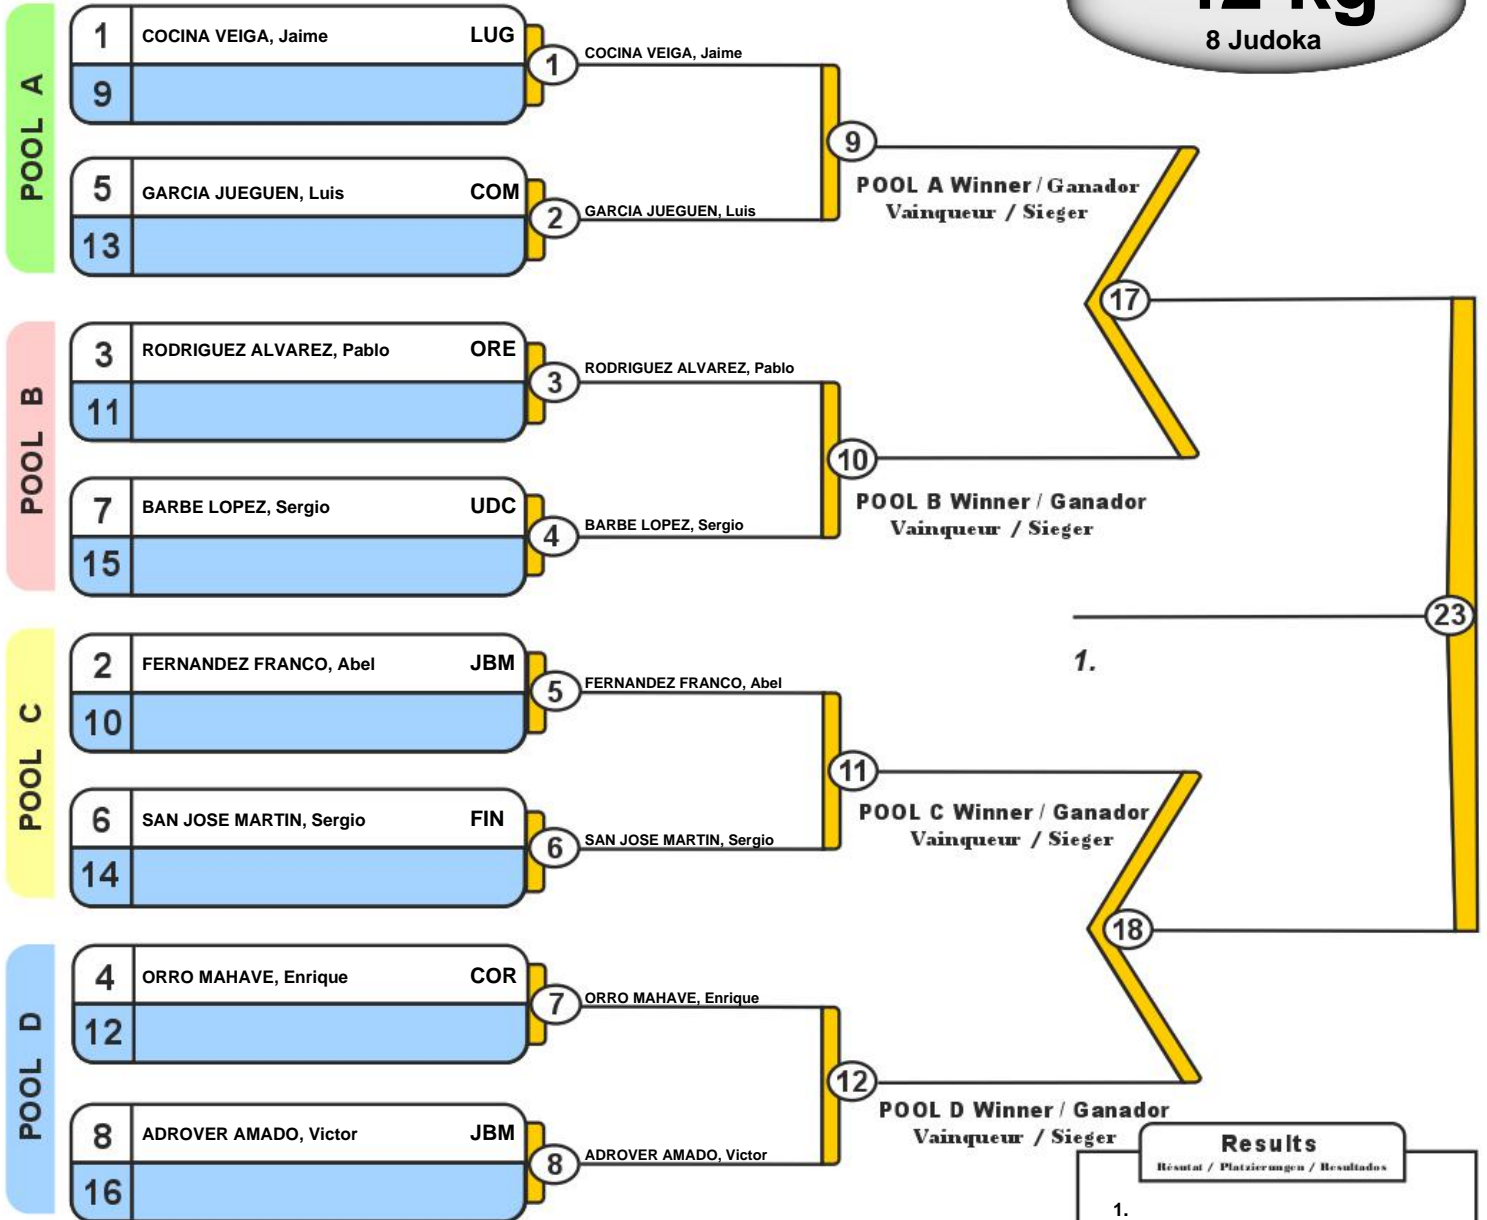 8 Judoka
POOL A
1 COCINA VEIGA, Jaime LUG
9
1
COCINA VEIGA, Jaime
5 GARCIA JUEGUEN, Luis COM
13
2
GARCIA JUEGUEN, Luis
9
POOL A Winner / Ganador
Vainqueur / Sieger
POOL B
3 RODRIGUEZ ALVAREZ, Pablo ORE
11
3
RODRIGUEZ ALVAREZ, Pablo
7 BARBE LOPEZ, Sergio UDC
15
4
BARBE LOPEZ, Sergio
10
POOL B Winner / Ganador
Vainqueur / Sieger
17
POOL C
2 FERNANDEZ FRANCO, Abel JBM
10
5
FERNANDEZ FRANCO, Abel
6 SAN JOSE MARTIN, Sergio FIN
14
6
SAN JOSE MARTIN, Sergio
11
POOL C Winner / Ganador
Vainqueur / Sieger
POOL D
4 ORRO MAHAVE, Enrique COR
12
7
ORRO MAHAVE, Enrique
8 ADROVER AMADO, Victor JBM
16
8
ADROVER AMADO, Victor
12
POOL D Winner / Ganador
Vainqueur / Sieger
18
23
1.
Results
Résutat / Platzierungen / Resultados
1.